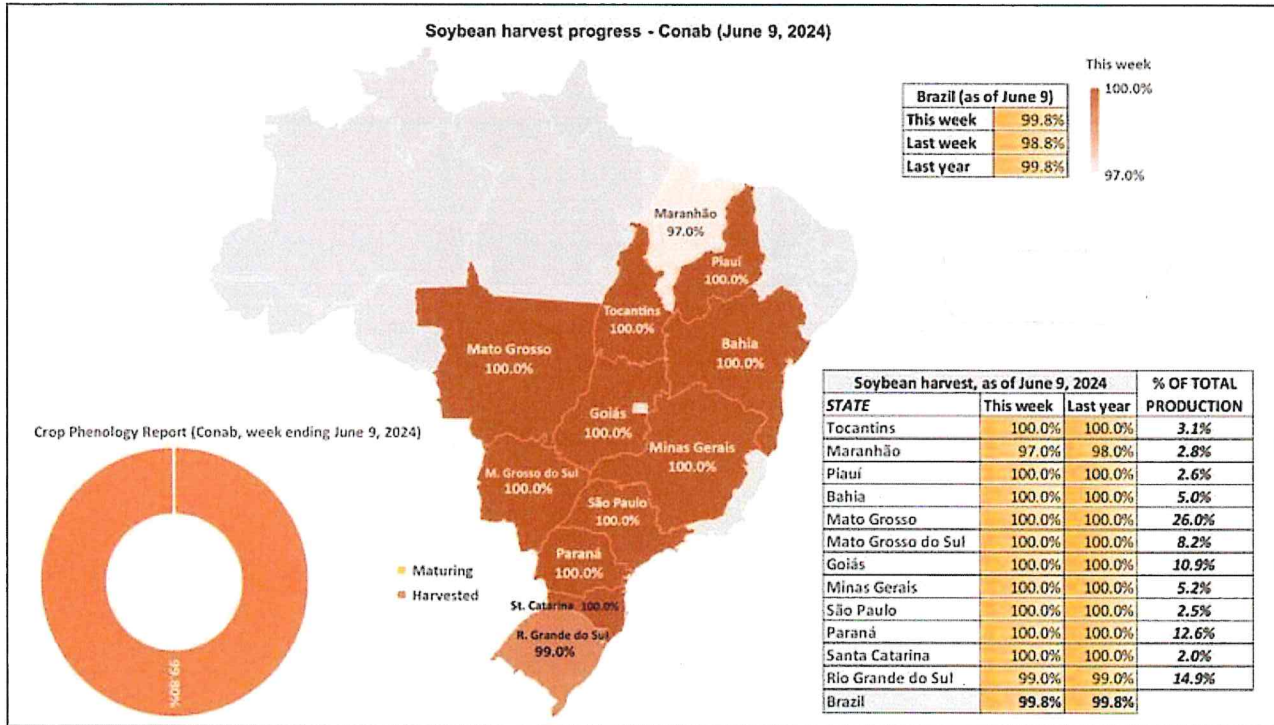 Soybean harvest progress - Conab (June 9, 2024)
This week
100.0%
97.0%
Brazil (as of June 9)
This week 99.8%
Last week 98.8%
Last year 99.8%
Maranhão
97.0%
Piauí
100.0%
Tocantins
100.0%
Bahia
100.0%
Mato Grosso
100.0%
Goiás
100.0%
Minas Gerais
100.0%
M. Grosso do Sul
100.0%
São Paulo
100.0%
Paraná
100.0%
St. Catarina 100.0%
R. Grande do Sul
99.0%
Crop Phenology Report (Conab, week ending June 9, 2024)
Maturing
Harvested
99.80%
Soybean harvest, as of June 9, 2024 % OF TOTAL
STATE This week Last year PRODUCTION
Tocantins 100.0% 100.0% 3.1%
Maranhão 97.0% 98.0% 2.8%
Piauí 100.0% 100.0% 2.6%
Bahia 100.0% 100.0% 5.0%
Mato Grosso 100.0% 100.0% 26.0%
Mato Grosso do Sul 100.0% 100.0% 8.2%
Goiás 100.0% 100.0% 10.9%
Minas Gerais 100.0% 100.0% 5.2%
São Paulo 100.0% 100.0% 2.5%
Paraná 100.0% 100.0% 12.6%
Santa Catarina 100.0% 100.0% 2.0%
Rio Grande do Sul 99.0% 99.0% 14.9%
Brazil 99.8% 99.8%